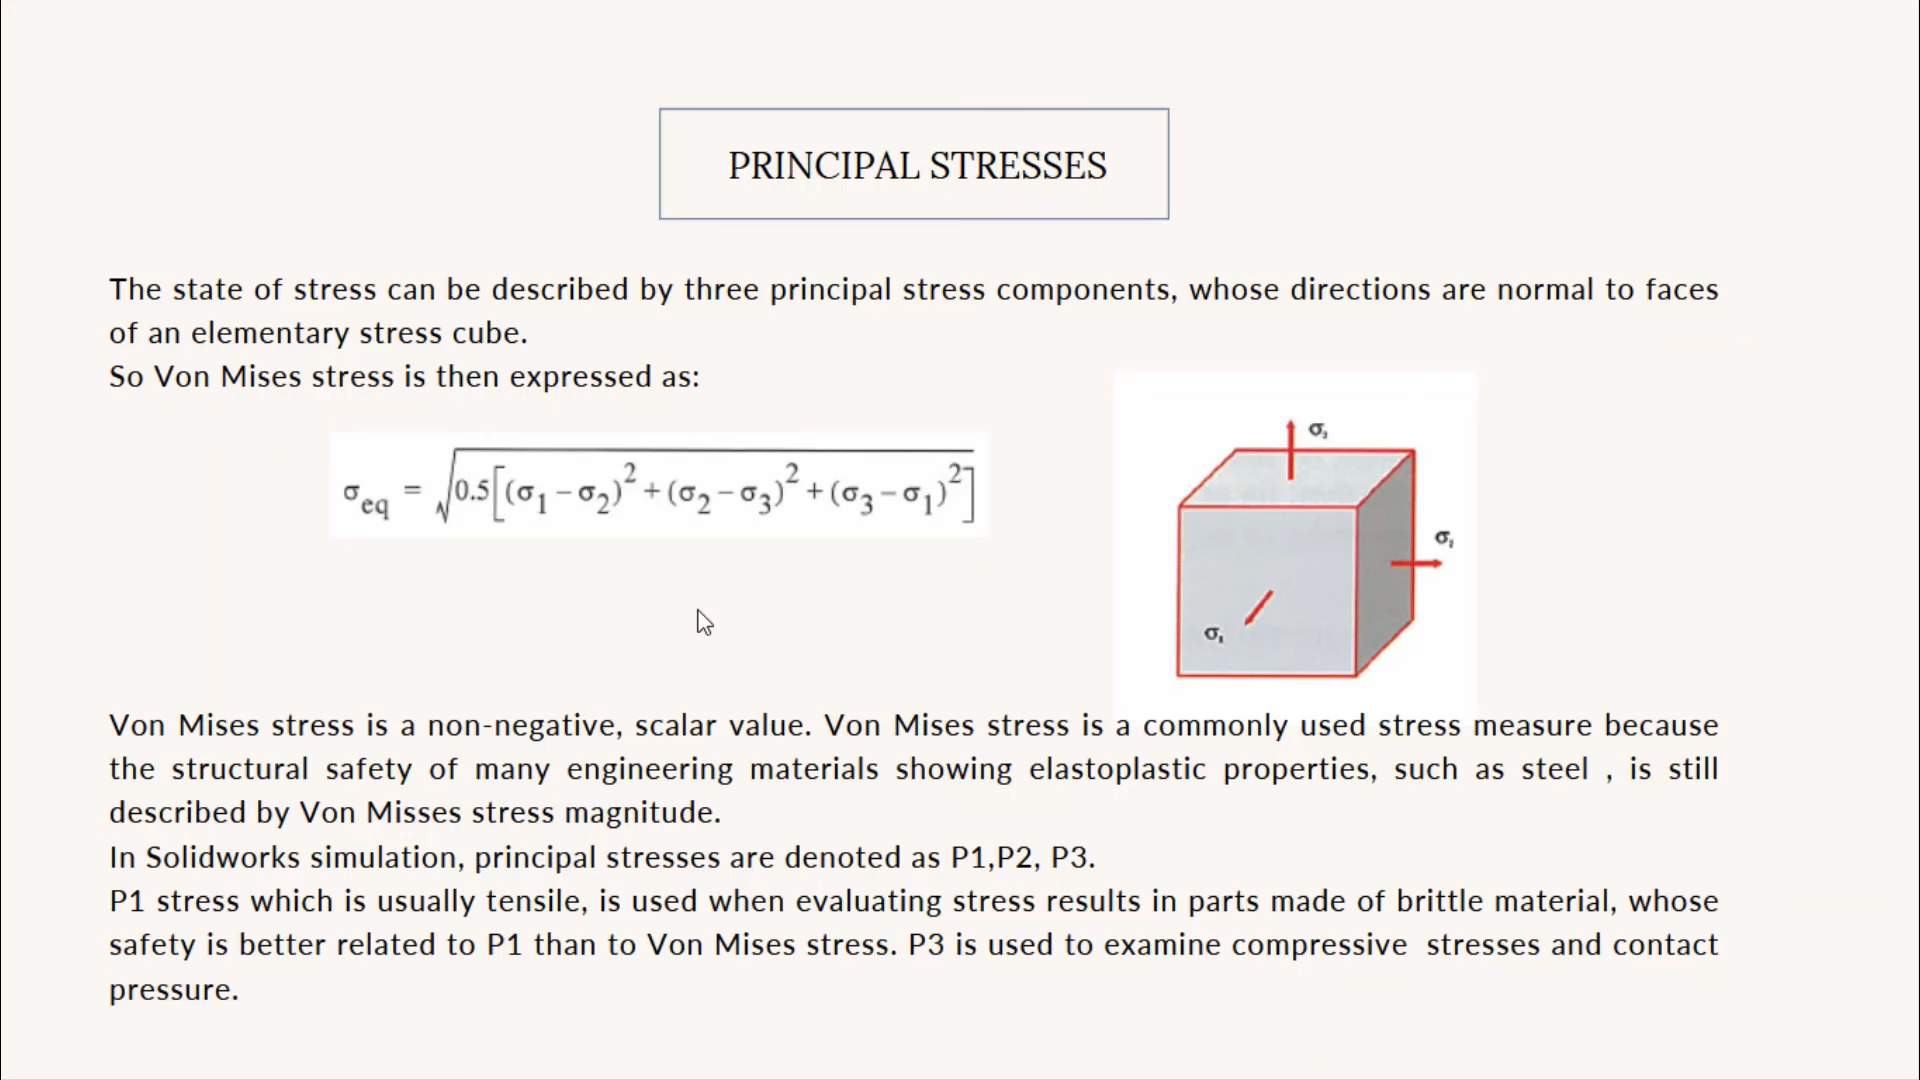 PRINCIPAL STRESSES
The state of stress can be described by three principal stress components, whose directions are normal to faces
of an elementary stress cube.
So Von Mises stress is then expressed as:
σeq = √0.5[(σ1 − σ2)² + (σ2 − σ3)² + (σ3 − σ1)²]
Von Mises stress is a non-negative, scalar value. Von Mises stress is a commonly used stress measure because
the structural safety of many engineering materials showing elastoplastic properties, such as steel , is still
described by Von Misses stress magnitude.
In Solidworks simulation, principal stresses are denoted as P1,P2, P3.
P1 stress which is usually tensile, is used when evaluating stress results in parts made of brittle material, whose
safety is better related to P1 than to Von Mises stress. P3 is used to examine compressive  stresses and contact
pressure.